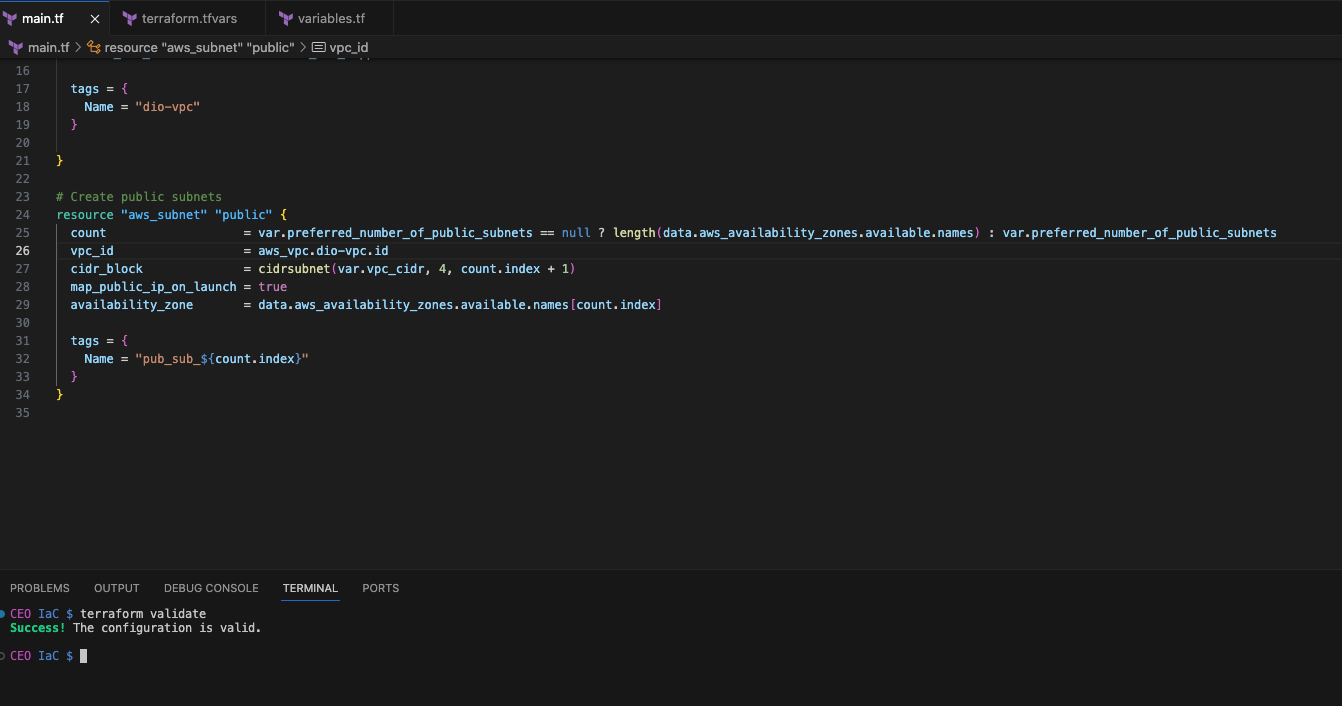 main.tf
terraform.tfvars
variables.tf
main.tf > resource "aws_subnet" "public" > vpc_id
16
17 tags = {
18 Name = "dio-vpc"
19 }
20
21 }
22
23 # Create public subnets
24 resource "aws_subnet" "public" {
25 count = var.preferred_number_of_public_subnets == null ? length(data.aws_availability_zones.available.names) : var.preferred_number_of_public_subnets
26 vpc_id = aws_vpc.dio-vpc.id
27 cidr_block = cidrsubnet(var.vpc_cidr, 4, count.index + 1)
28 map_public_ip_on_launch = true
29 availability_zone = data.aws_availability_zones.available.names[count.index]
30
31 tags = {
32 Name = "pub_sub_${count.index}"
33 }
34 }
35
PROBLEMS OUTPUT DEBUG CONSOLE TERMINAL PORTS
CEO IaC $ terraform validate
Success! The configuration is valid.
CEO IaC $